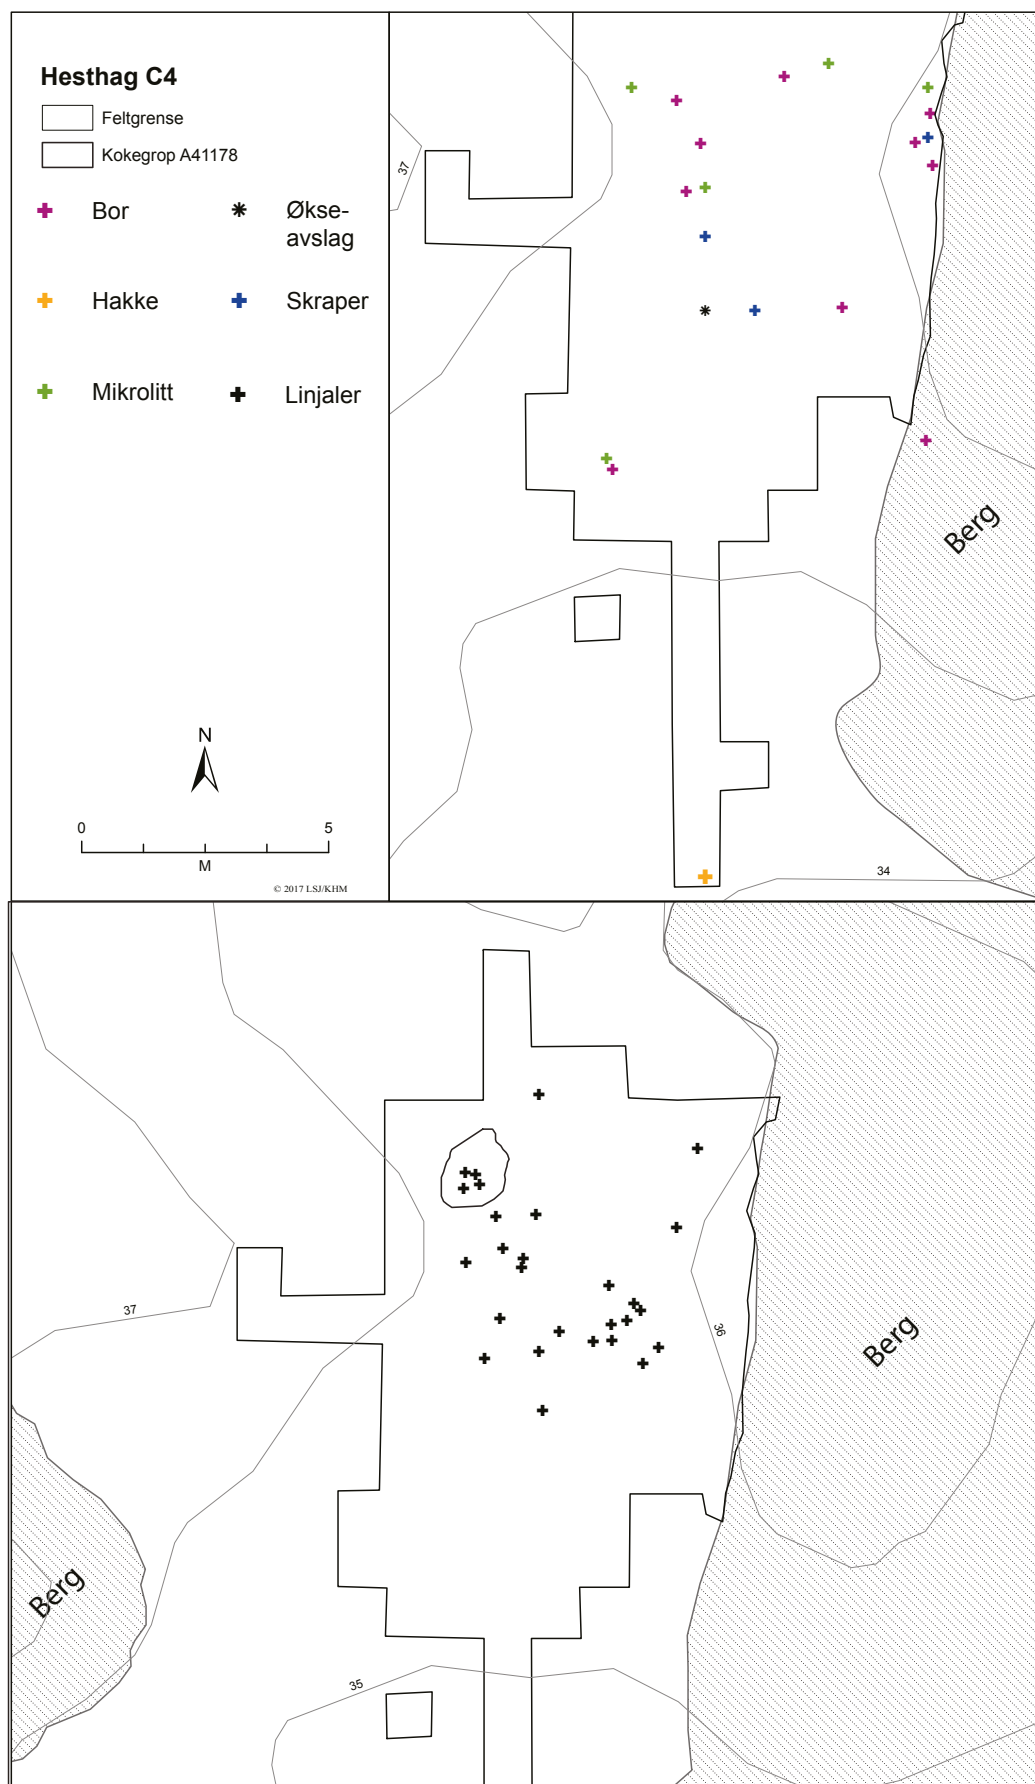 Hesthag C4
Feltgrense
Kokegrop A41178
Bor
Økse-
avslag
Hakke
Skraper
Mikrolitt
Linjaler
N
0
5
M
© 2017 LSJ/KHM
37
Berg
34
37
36
Berg
Berg
35